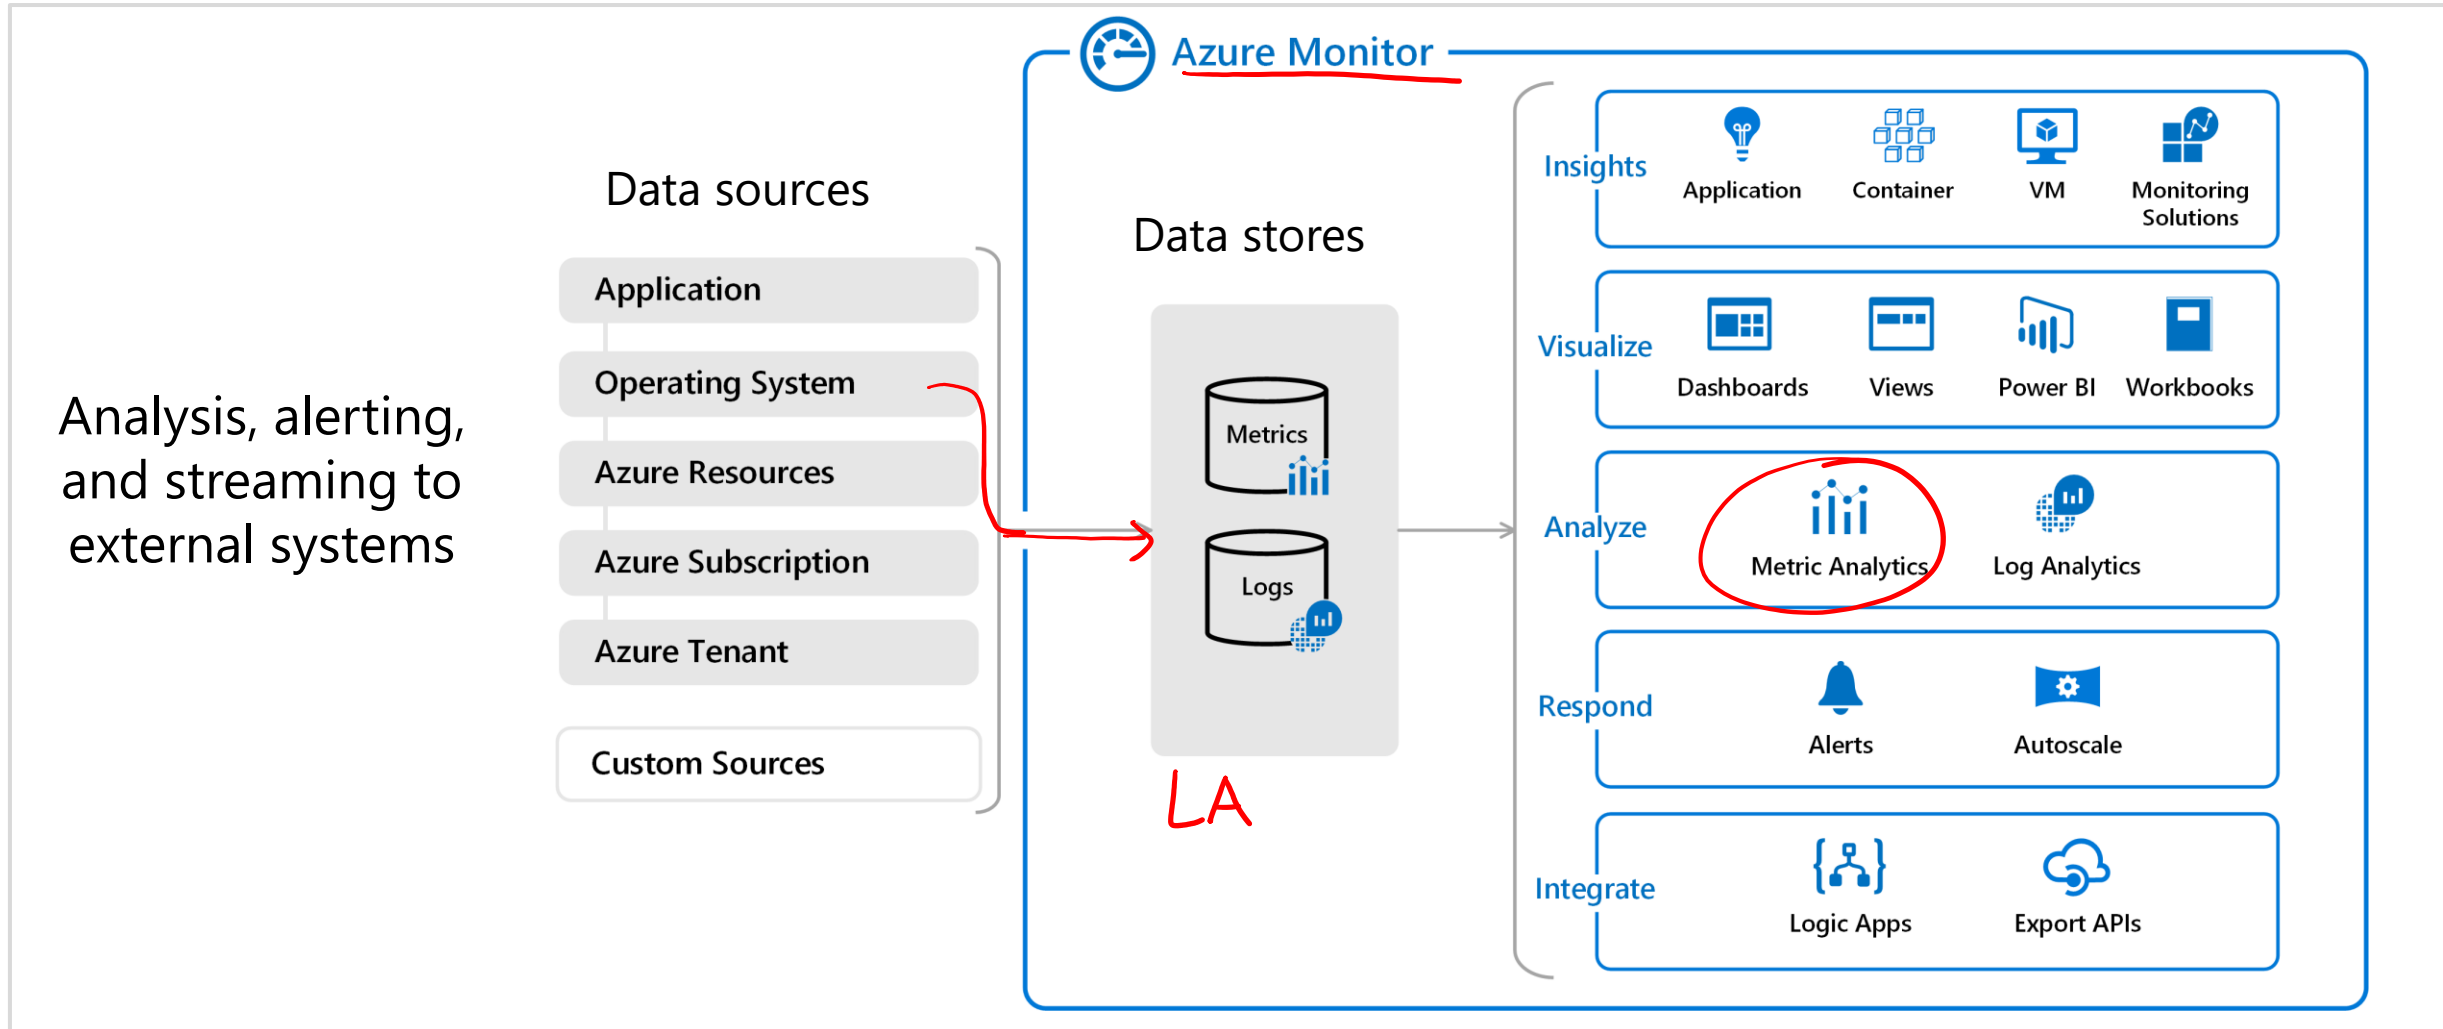 Azure Monitor
Analysis, alerting,
and streaming to
external systems
Data sources
Application
Operating System
Azure Resources
Azure Subscription
Azure Tenant
Custom Sources
Data stores
Metrics
Logs
LA
Insights
Application
Container
VM
Monitoring
Solutions
Visualize
Dashboards
Views
Power BI
Workbooks
Analyze
Metric Analytics
Log Analytics
Respond
Alerts
Autoscale
Integrate
Logic Apps
Export APIs